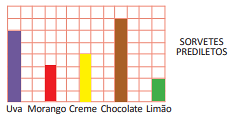 SORVETES
PREDILETOS
Uva Morango Creme Chocolate Limão